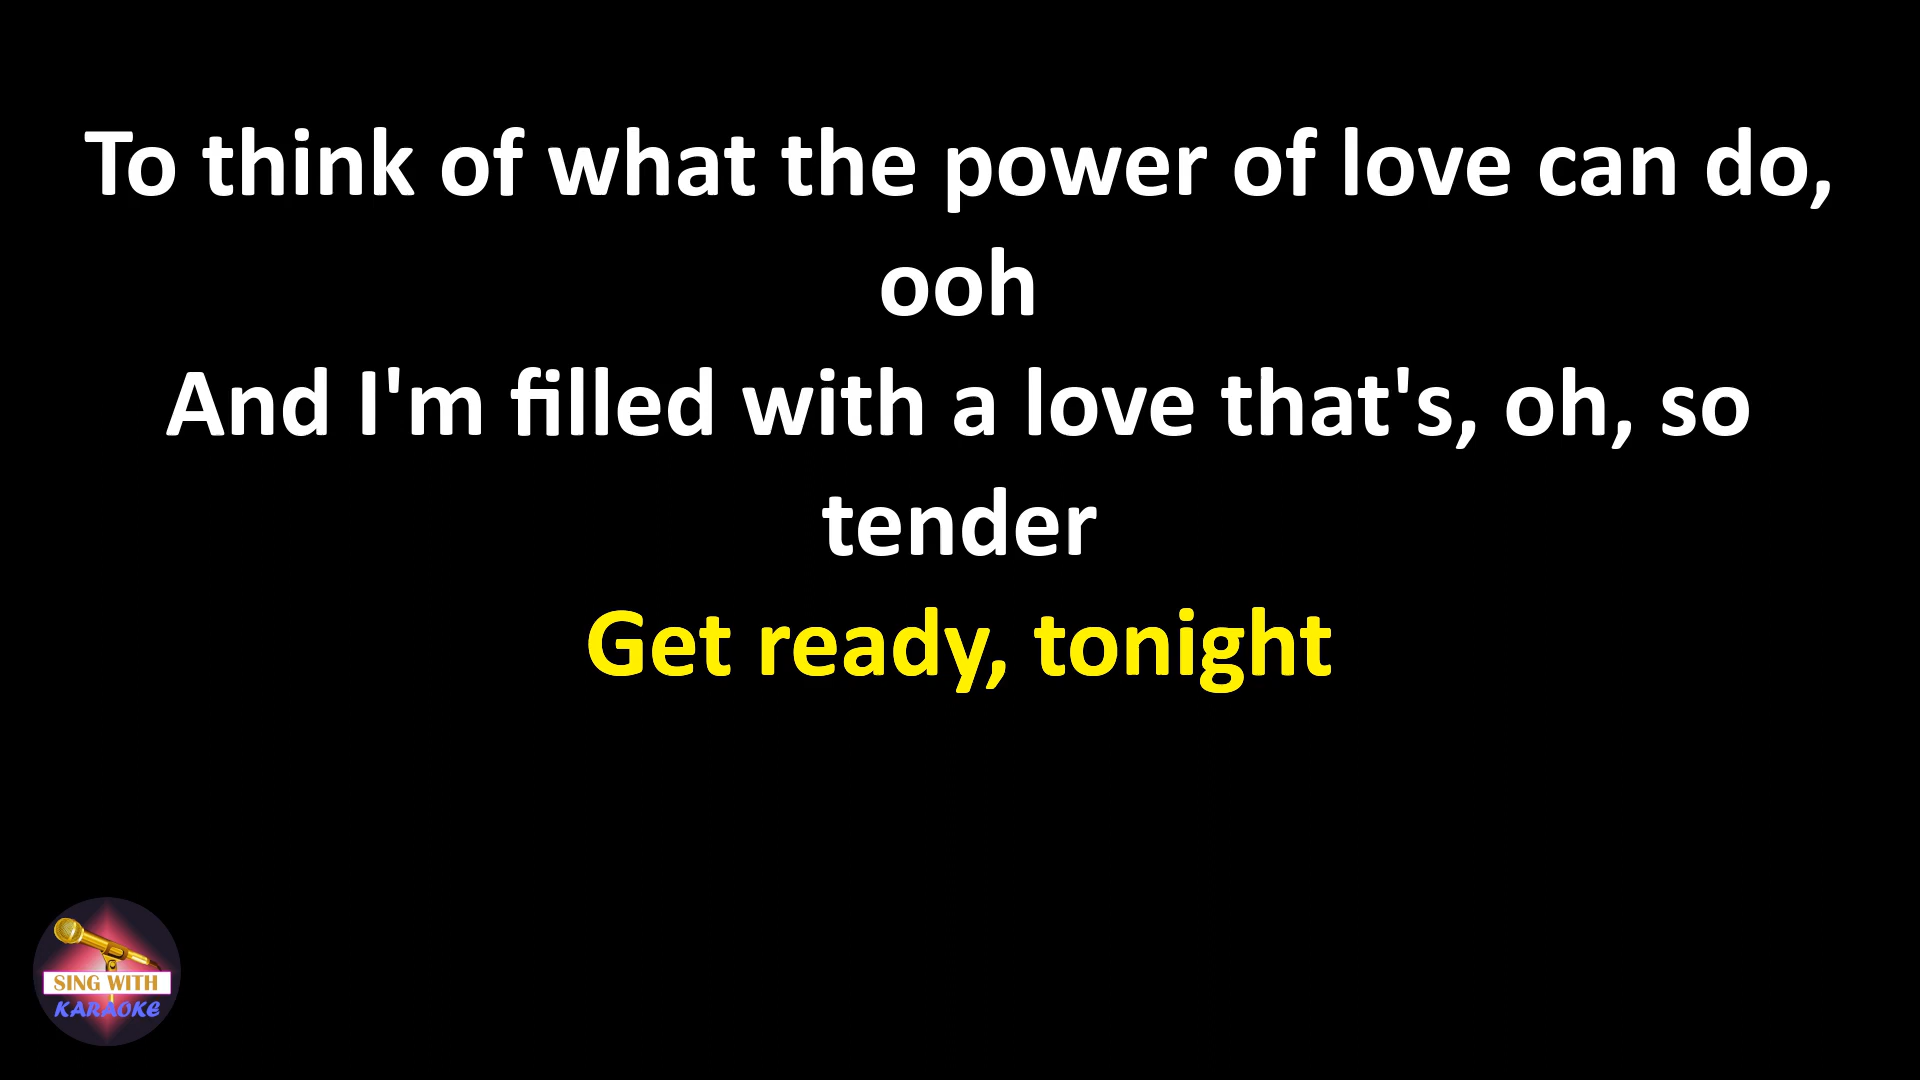 To think of what the power of love can do,
ooh
And I'm filled with a love that's, oh, so
tender
Get ready, tonight
SING WITH
KARAOKE